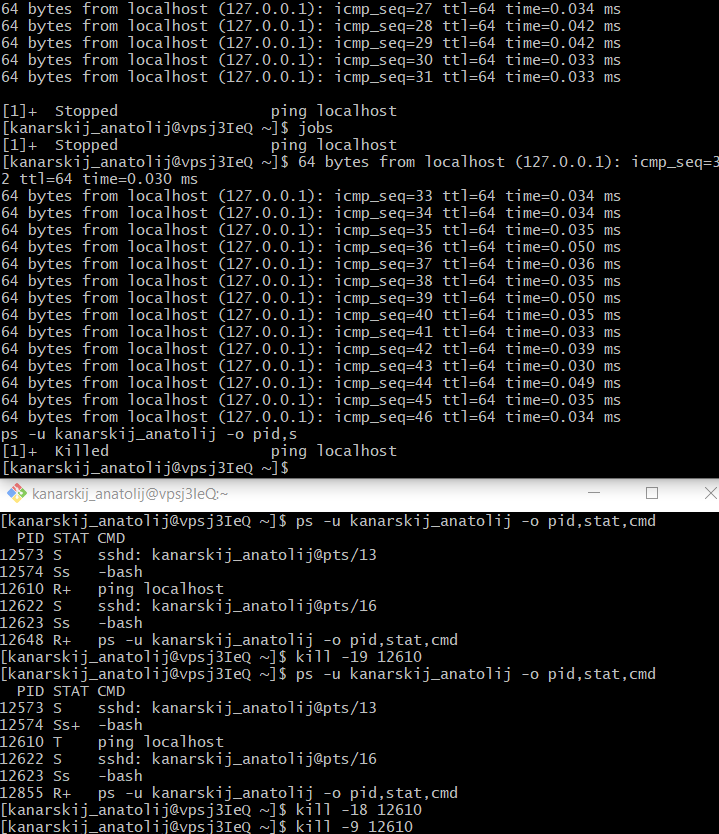 64 bytes from localhost (127.0.0.1): icmp_seq=27 ttl=64 time=0.034 ms
64 bytes from localhost (127.0.0.1): icmp_seq=28 ttl=64 time=0.042 ms
64 bytes from localhost (127.0.0.1): icmp_seq=29 ttl=64 time=0.042 ms
64 bytes from localhost (127.0.0.1): icmp_seq=30 ttl=64 time=0.033 ms
64 bytes from localhost (127.0.0.1): icmp_seq=31 ttl=64 time=0.033 ms
[1]+  Stopped                 ping localhost
[kanarskij_anatolij@vpsj3IeQ ~]$ jobs
[1]+  Stopped                 ping localhost
[kanarskij_anatolij@vpsj3IeQ ~]$ 64 bytes from localhost (127.0.0.1): icmp_seq=3
2 ttl=64 time=0.030 ms
64 bytes from localhost (127.0.0.1): icmp_seq=33 ttl=64 time=0.034 ms
64 bytes from localhost (127.0.0.1): icmp_seq=34 ttl=64 time=0.034 ms
64 bytes from localhost (127.0.0.1): icmp_seq=35 ttl=64 time=0.035 ms
64 bytes from localhost (127.0.0.1): icmp_seq=36 ttl=64 time=0.050 ms
64 bytes from localhost (127.0.0.1): icmp_seq=37 ttl=64 time=0.036 ms
64 bytes from localhost (127.0.0.1): icmp_seq=38 ttl=64 time=0.035 ms
64 bytes from localhost (127.0.0.1): icmp_seq=39 ttl=64 time=0.050 ms
64 bytes from localhost (127.0.0.1): icmp_seq=40 ttl=64 time=0.035 ms
64 bytes from localhost (127.0.0.1): icmp_seq=41 ttl=64 time=0.033 ms
64 bytes from localhost (127.0.0.1): icmp_seq=42 ttl=64 time=0.039 ms
64 bytes from localhost (127.0.0.1): icmp_seq=43 ttl=64 time=0.030 ms
64 bytes from localhost (127.0.0.1): icmp_seq=44 ttl=64 time=0.049 ms
64 bytes from localhost (127.0.0.1): icmp_seq=45 ttl=64 time=0.035 ms
64 bytes from localhost (127.0.0.1): icmp_seq=46 ttl=64 time=0.034 ms
ps -u kanarskij_anatolij -o pid,s
[1]+  Killed                  ping localhost
[kanarskij_anatolij@vpsj3IeQ ~]$
kanarskij_anatolij@vpsj3IeQ:~
[kanarskij_anatolij@vpsj3IeQ ~]$ ps -u kanarskij_anatolij -o pid,stat,cmd
  PID STAT CMD
12573 S    sshd: kanarskij_anatolij@pts/13
12574 Ss   -bash
12610 R+   ping localhost
12622 S    sshd: kanarskij_anatolij@pts/16
12623 Ss   -bash
12648 R+   ps -u kanarskij_anatolij -o pid,stat,cmd
[kanarskij_anatolij@vpsj3IeQ ~]$ kill -19 12610
[kanarskij_anatolij@vpsj3IeQ ~]$ ps -u kanarskij_anatolij -o pid,stat,cmd
  PID STAT CMD
12573 S    sshd: kanarskij_anatolij@pts/13
12574 Ss+  -bash
12610 T    ping localhost
12622 S    sshd: kanarskij_anatolij@pts/16
12623 Ss   -bash
12855 R+   ps -u kanarskij_anatolij -o pid,stat,cmd
[kanarskij_anatolij@vpsj3IeQ ~]$ kill -18 12610
[kanarskij_anatolij@vpsj3IeQ ~]$ kill -9 12610